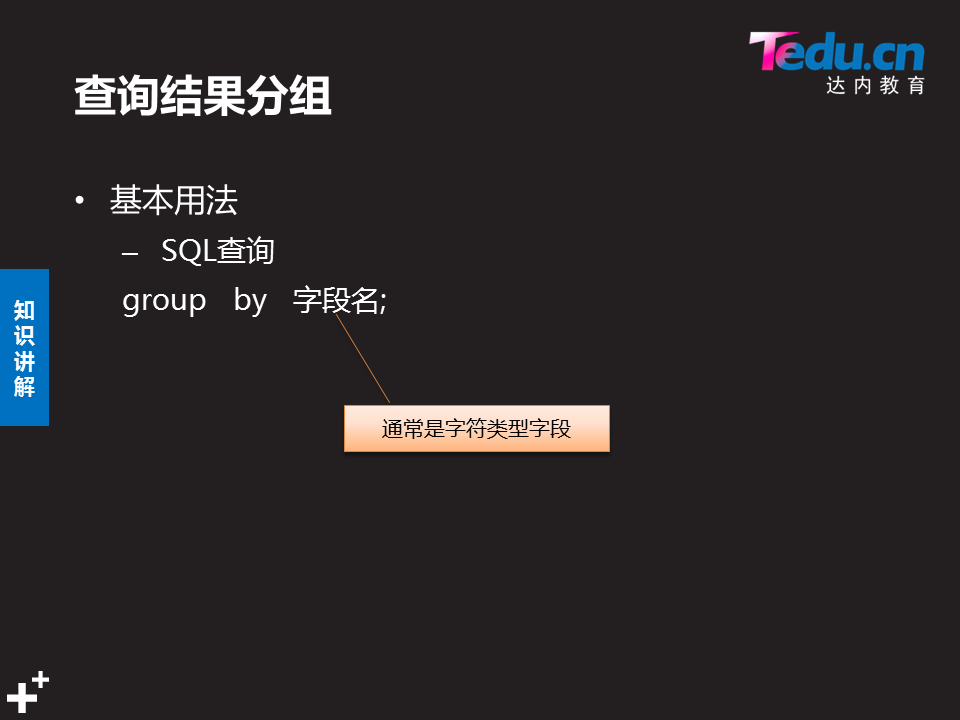 Tedu.cn
达内教育
查询结果分组
• 基本用法
– SQL查询
group by 字段名;
知识讲解
通常是字符类型字段